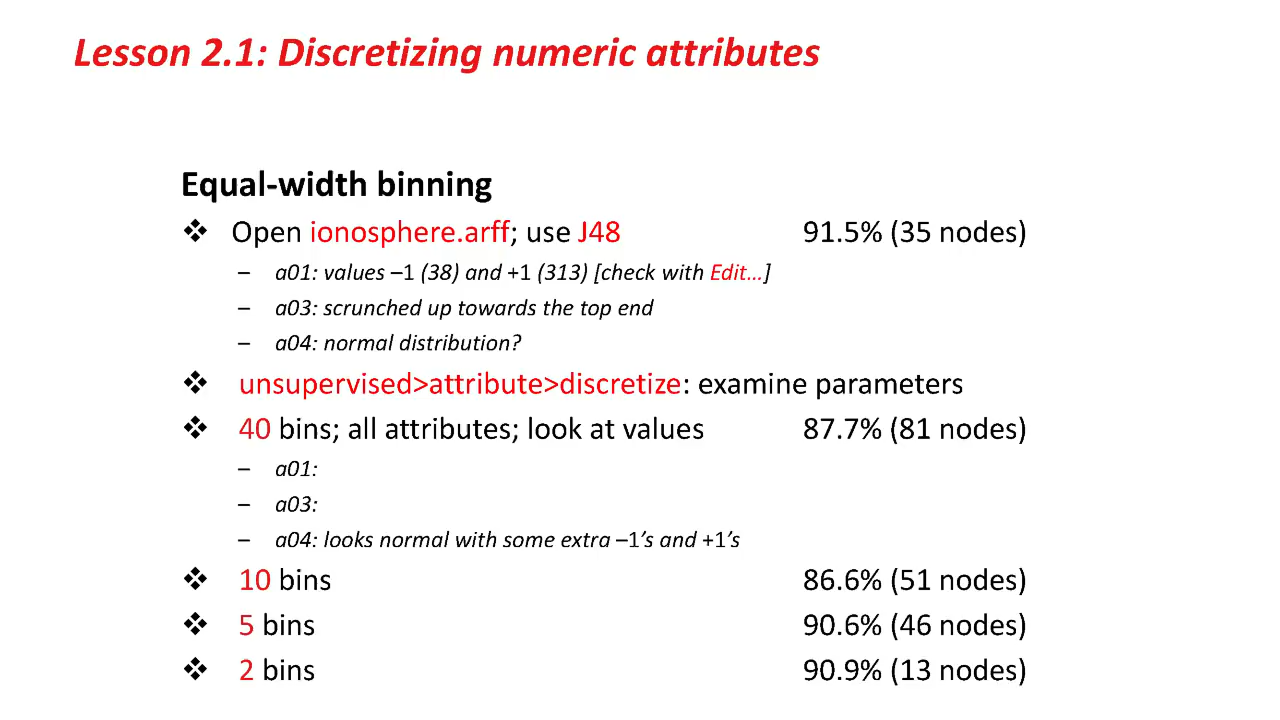 Lesson 2.1: Discretizing numeric attributes
Equal-width binning
❖ Open ionosphere.arff; use J48 91.5% (35 nodes)
– a01: values –1 (38) and +1 (313) [check with Edit…]
– a03: scrunched up towards the top end
– a04: normal distribution?
❖ unsupervised>attribute>discretize: examine parameters
❖ 40 bins; all attributes; look at values 87.7% (81 nodes)
– a01:
– a03:
– a04: looks normal with some extra –1’s and +1’s
❖ 10 bins 86.6% (51 nodes)
❖ 5 bins 90.6% (46 nodes)
❖ 2 bins 90.9% (13 nodes)